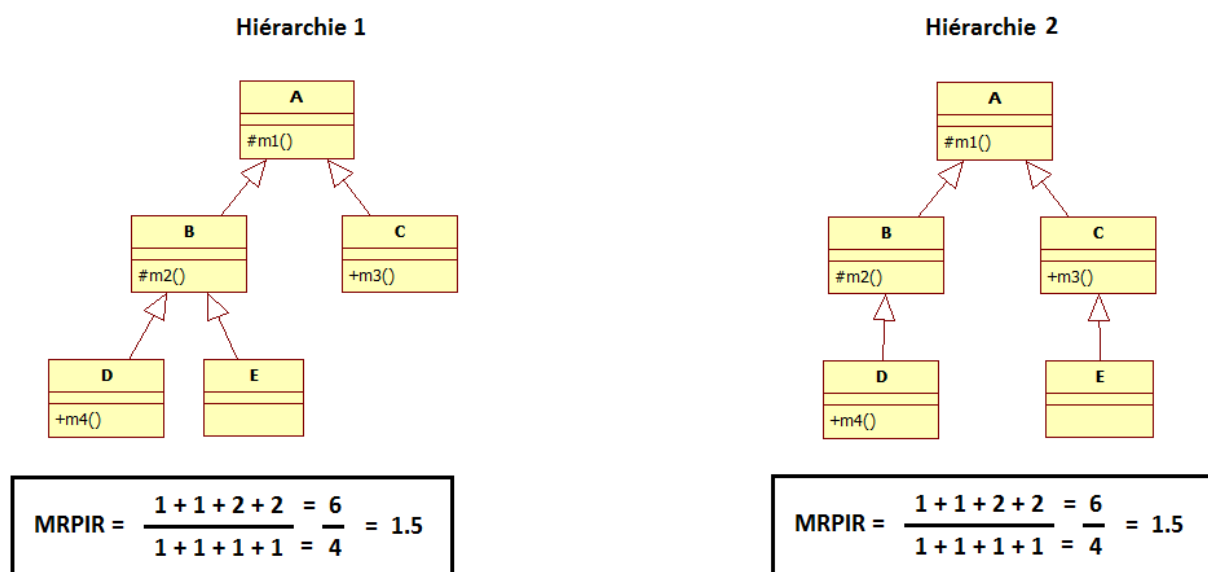 Hiérarchie 1
A
#m1()
B
C
#m2()
+m3()
D
E
+m4()
MRPIR = 1 + 1 + 2 + 2 = 6 = 1.5
1 + 1 + 1 + 1 = 4
Hiérarchie 2
A
#m1()
B
C
#m2()
+m3()
D
E
+m4()
MRPIR = 1 + 1 + 2 + 2 = 6 = 1.5
1 + 1 + 1 + 1 = 4